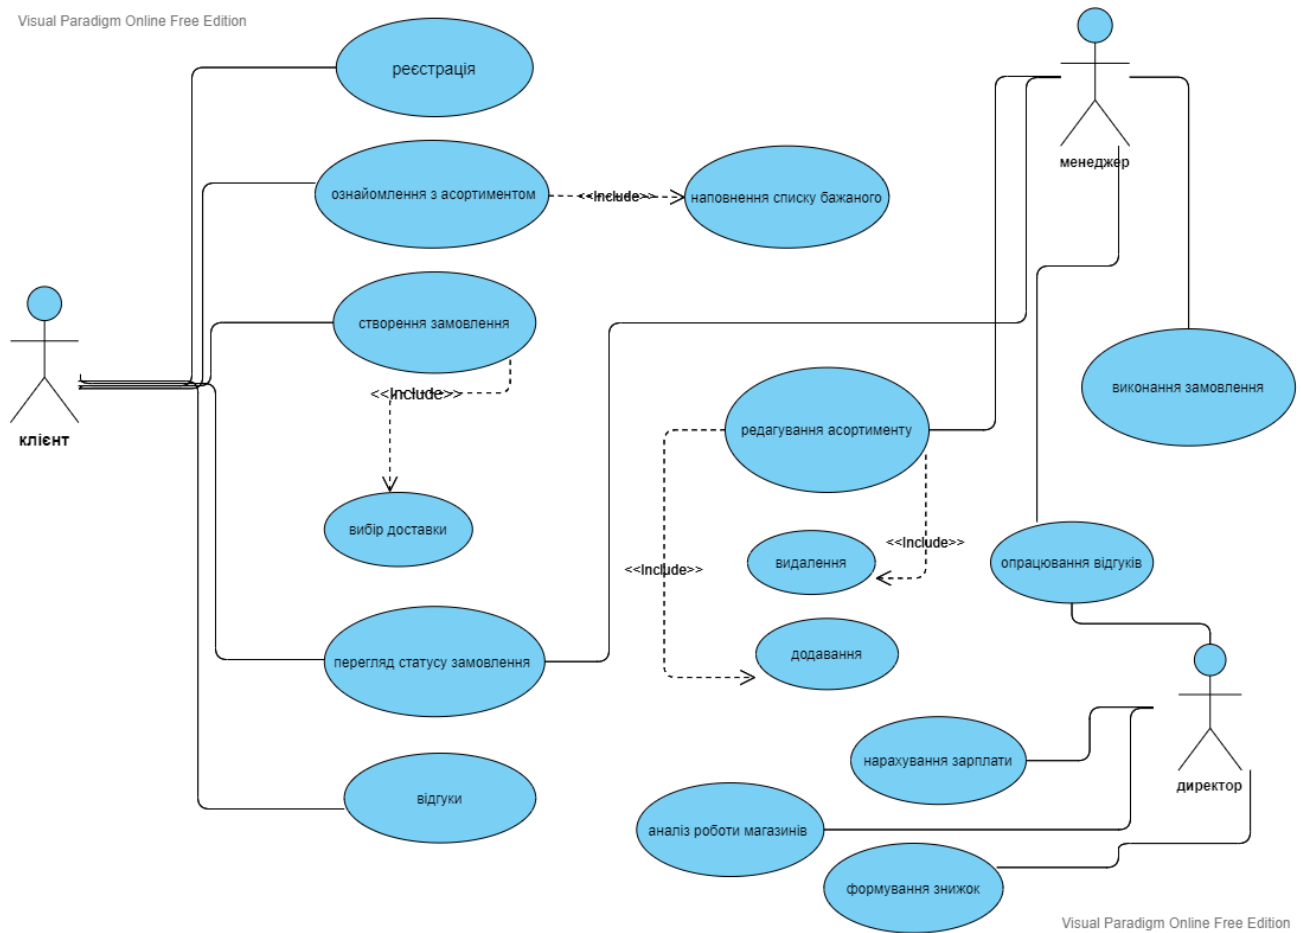 Visual Paradigm Online Free Edition
реєстрація
менеджер
ознайомлення з асортиментом
<<Include>>
наповнення списку бажаного
створення замовлення
<<Include>>
виконання замовлення
клієнт
редагування асортименту
вибір доставки
<<Include>>
видалення
опрацювання відгуків
<<Include>>
додавання
перегляд статусу замовлення
нарахування зарплати
директор
відгуки
аналіз роботи магазинів
формування знижок
Visual Paradigm Online Free Edition